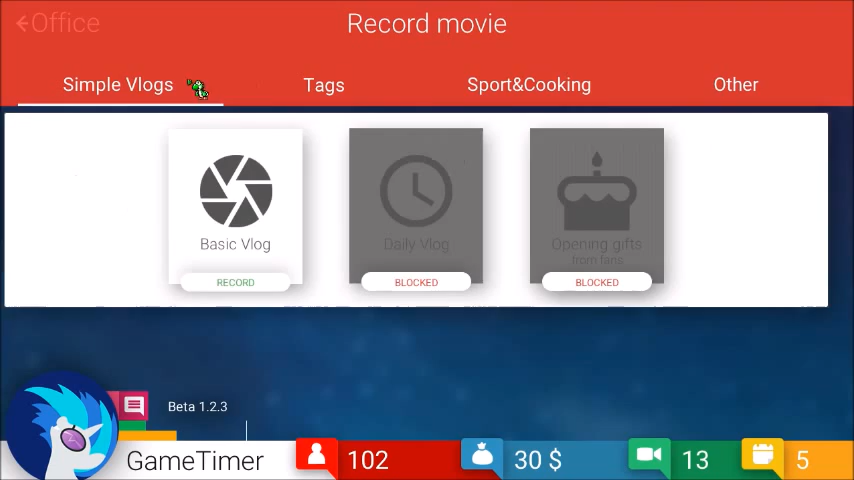 Office
Record movie
Simple Vlogs
Tags
Sport&Cooking
Other
Basic Vlog
RECORD
Daily Vlog
BLOCKED
Opening gifts
from fans
BLOCKED
Beta 1.2.3
GameTimer
102
30 $
13
5